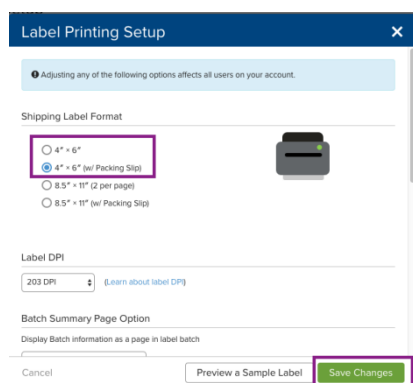 Label Printing Setup
Adjusting any of the following options affects all users on your account.
Shipping Label Format
4" × 6"
4" × 6" (w/ Packing Slip)
8.5" × 11" (2 per page)
8.5" × 11" (w/ Packing Slip)
Label DPI
203 DPI (Learn about label DPI)
Batch Summary Page Option
Display Batch information as a page in label batch
Cancel Preview a Sample Label Save Changes